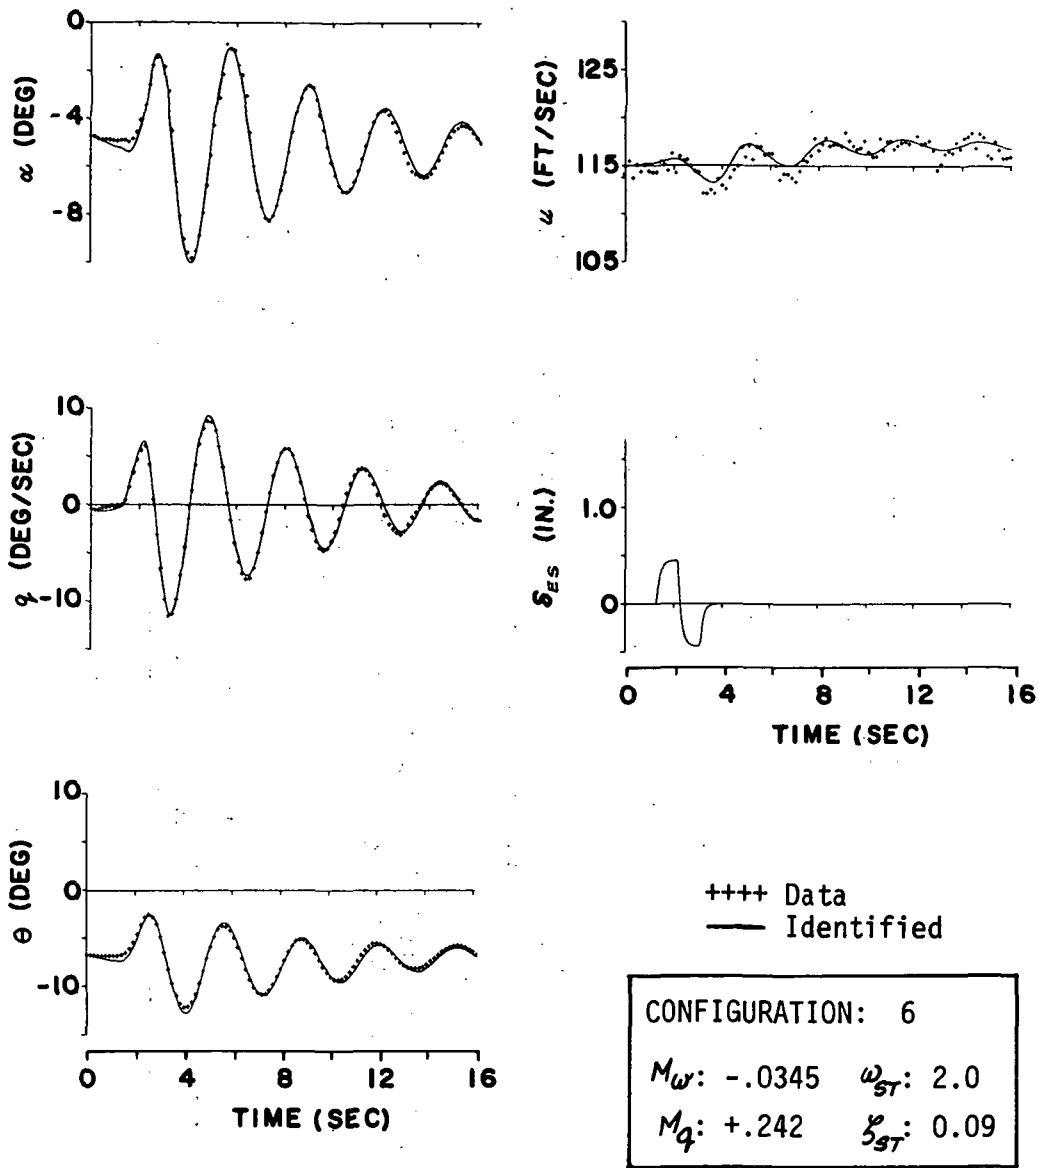 0
-4
-8
α (DEG)
125
115
105
u (FT/SEC)
10
0
-10
q (DEG/SEC)
1.0
0
δES (IN.)
0 4 8 12 16
TIME (SEC)
10
0
-10
θ (DEG)
0 4 8 12 16
TIME (SEC)
++++ Data
— Identified
CONFIGURATION: 6
Mw: -.0345 ωST: 2.0
Mq: +.242 ζST: 0.09